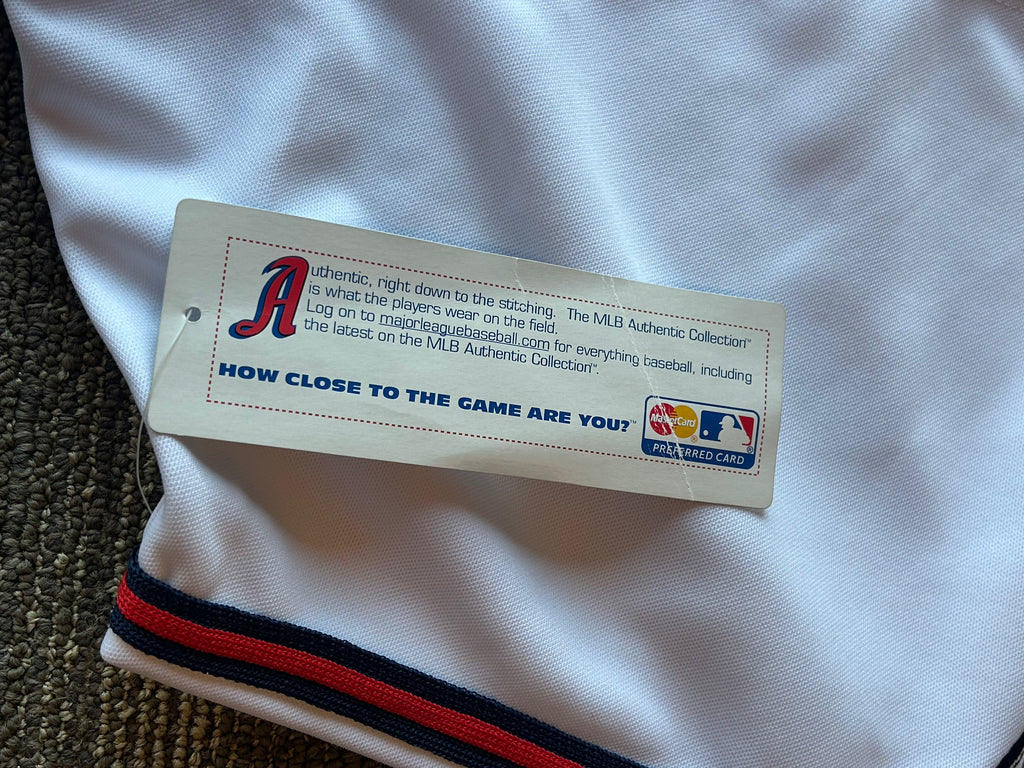 Authentic, right down to the stitching. The MLB Authentic Collection™
is what the players wear on the field.
Log on to majorleaguebaseball.com for everything baseball, including
the latest on the MLB Authentic Collection™.
HOW CLOSE TO THE GAME ARE YOU?™
MasterCard
PREFERRED CARD